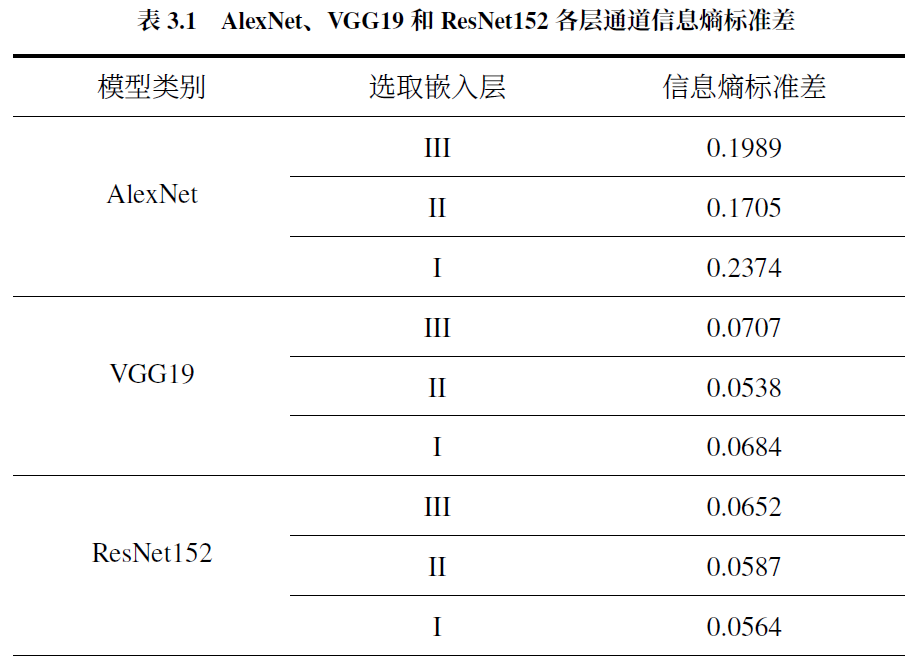 表 3.1 AlexNet、VGG19 和 ResNet152 各层通道信息熵标准差
模型类别 选取嵌入层 信息熵标准差
AlexNet
III 0.1989
II 0.1705
I 0.2374
VGG19
III 0.0707
II 0.0538
I 0.0684
ResNet152
III 0.0652
II 0.0587
I 0.0564